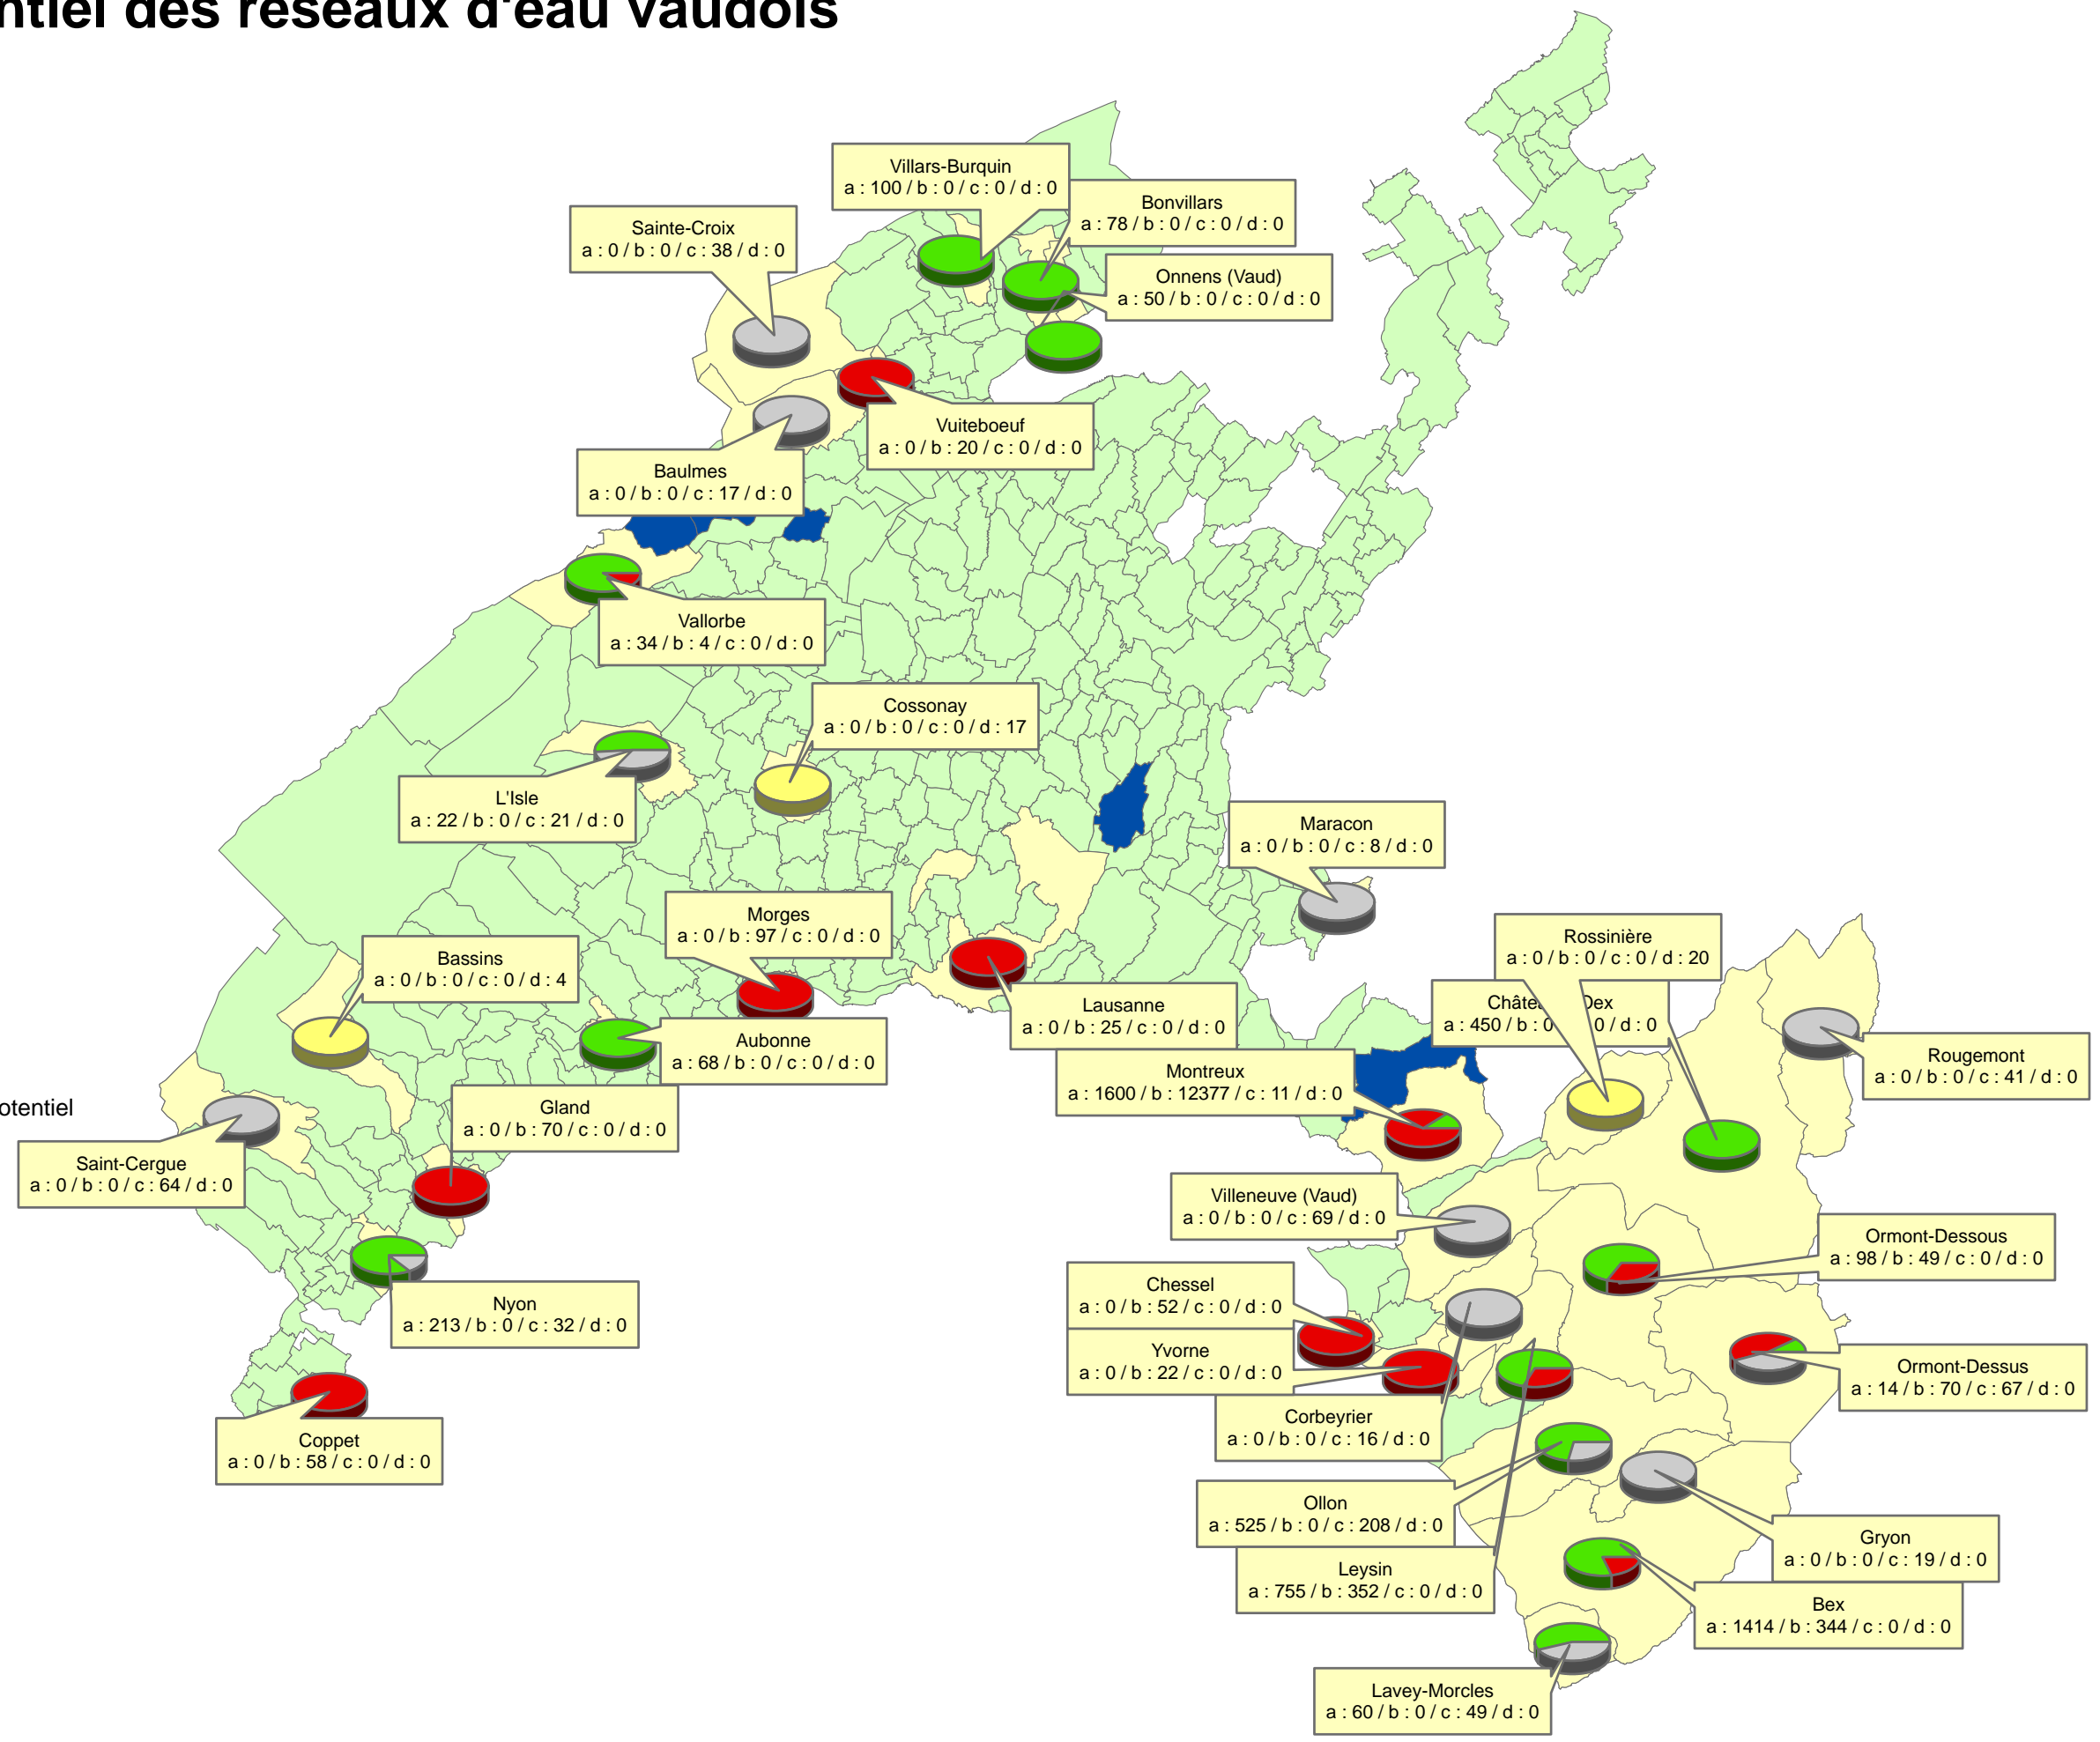 ntiel des réseaux d'eau vaudois
Villars-Burquin
a : 100 / b : 0 / c : 0 / d : 0
Bonvillars
a : 78 / b : 0 / c : 0 / d : 0
Sainte-Croix
a : 0 / b : 0 / c : 38 / d : 0
Onnens (Vaud)
a : 50 / b : 0 / c : 0 / d : 0
Vuiteboeuf
a : 0 / b : 20 / c : 0 / d : 0
Baulmes
a : 0 / b : 0 / c : 17 / d : 0
Vallorbe
a : 34 / b : 4 / c : 0 / d : 0
Cossonay
a : 0 / b : 0 / c : 0 / d : 17
L'Isle
a : 22 / b : 0 / c : 21 / d : 0
Maracon
a : 0 / b : 0 / c : 8 / d : 0
Morges
a : 0 / b : 97 / c : 0 / d : 0
Rossinière
a : 0 / b : 0 / c : 0 / d : 20
Bassins
a : 0 / b : 0 / c : 0 / d : 4
Lausanne
a : 0 / b : 25 / c : 0 / d : 0
Châte Dex
a : 450 / b : 0 0 / d : 0
Aubonne
a : 68 / b : 0 / c : 0 / d : 0
Rougemont
a : 0 / b : 0 / c : 41 / d : 0
Montreux
a : 1600 / b : 12377 / c : 11 / d : 0
otentiel
Gland
a : 0 / b : 70 / c : 0 / d : 0
Saint-Cergue
a : 0 / b : 0 / c : 64 / d : 0
Villeneuve (Vaud)
a : 0 / b : 0 / c : 69 / d : 0
Ormont-Dessous
a : 98 / b : 49 / c : 0 / d : 0
Chessel
a : 0 / b : 52 / c : 0 / d : 0
Nyon
a : 213 / b : 0 / c : 32 / d : 0
Yvorne
a : 0 / b : 22 / c : 0 / d : 0
Ormont-Dessus
a : 14 / b : 70 / c : 67 / d : 0
Corbeyrier
a : 0 / b : 0 / c : 16 / d : 0
Coppet
a : 0 / b : 58 / c : 0 / d : 0
Ollon
a : 525 / b : 0 / c : 208 / d : 0
Gryon
a : 0 / b : 0 / c : 19 / d : 0
Leysin
a : 755 / b : 352 / c : 0 / d : 0
Bex
a : 1414 / b : 344 / c : 0 / d : 0
Lavey-Morcles
a : 60 / b : 0 / c : 49 / d : 0